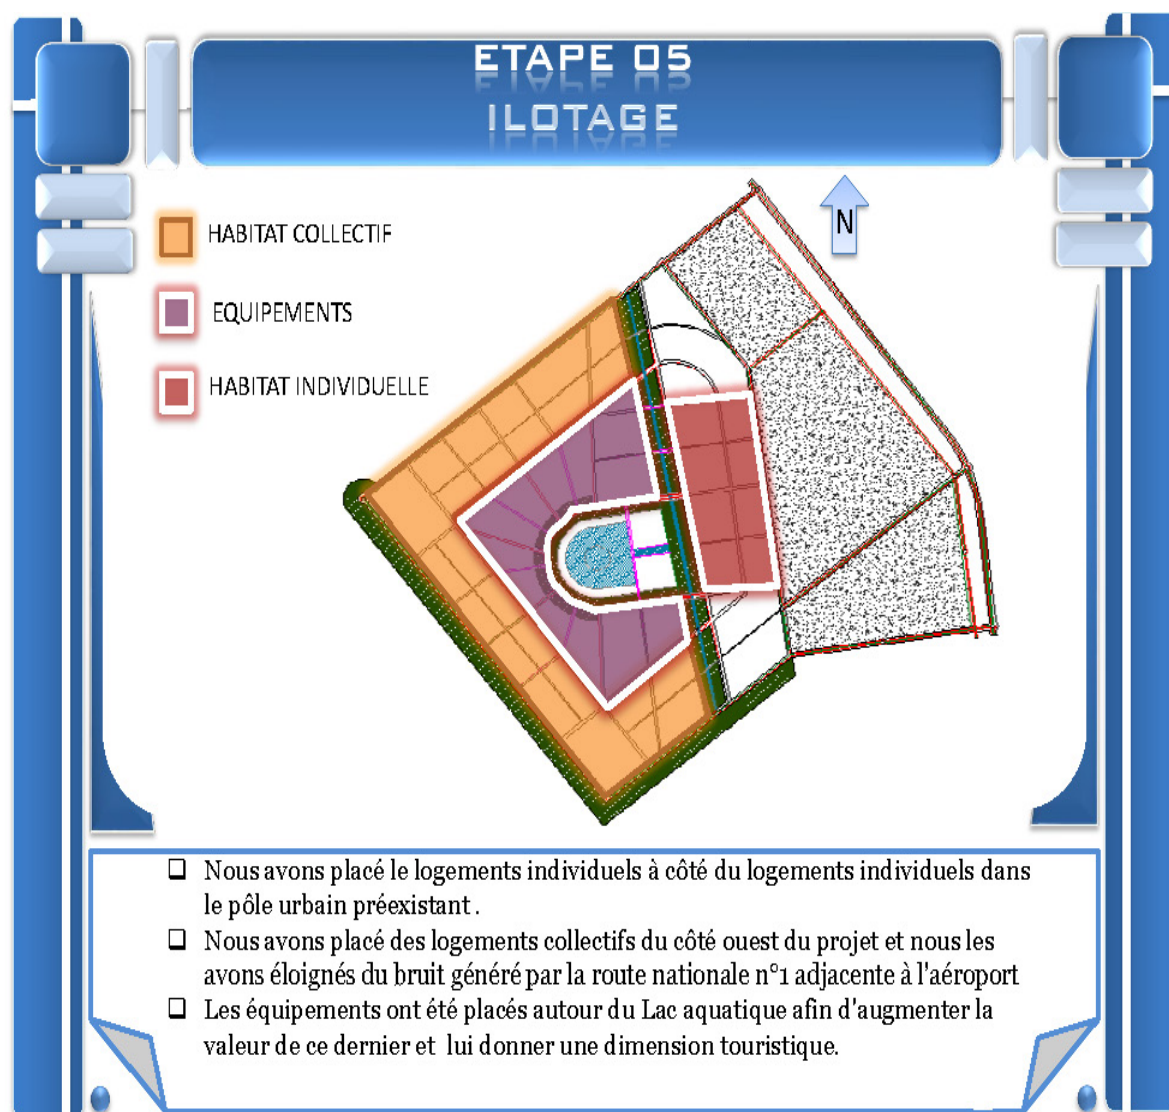 ETAPE 05
ILOTAGE
N
HABITAT COLLECTIF
EQUIPEMENTS
HABITAT INDIVIDUELLE
❑ Nous avons placé le logements individuels à côté du logements individuels dans
le pôle urbain préexistant .
❑ Nous avons placé des logements collectifs du côté ouest du projet et nous les
avons éloignés du bruit généré par la route nationale n°1 adjacente à l'aéroport
❑ Les équipements ont été placés autour du Lac aquatique afin d'augmenter la
valeur de ce dernier et lui donner une dimension touristique.